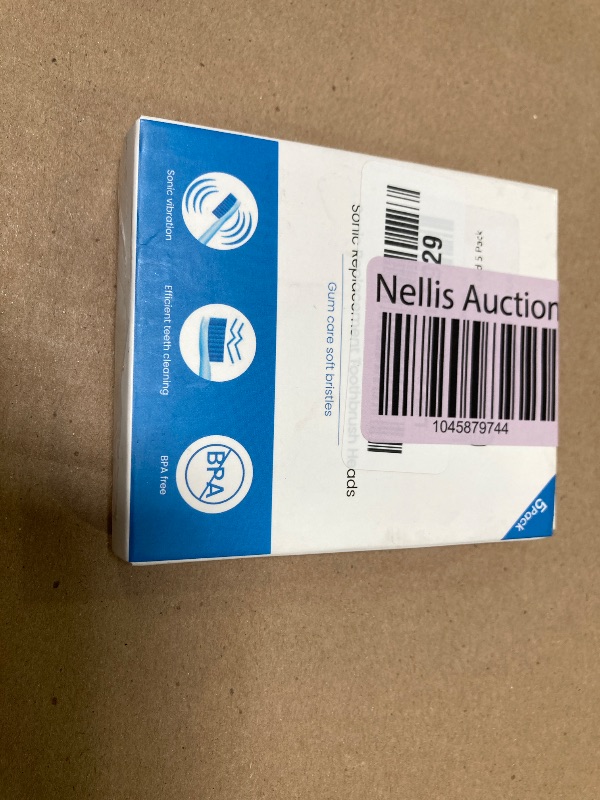 Nellis Auction
1045879744
29
d 5 Pack
Sonic Replacement Toothbrush Heads
Gum care soft bristles
5Pack
Sonic vibration
Efficient teeth cleaning
BPA
BPA free